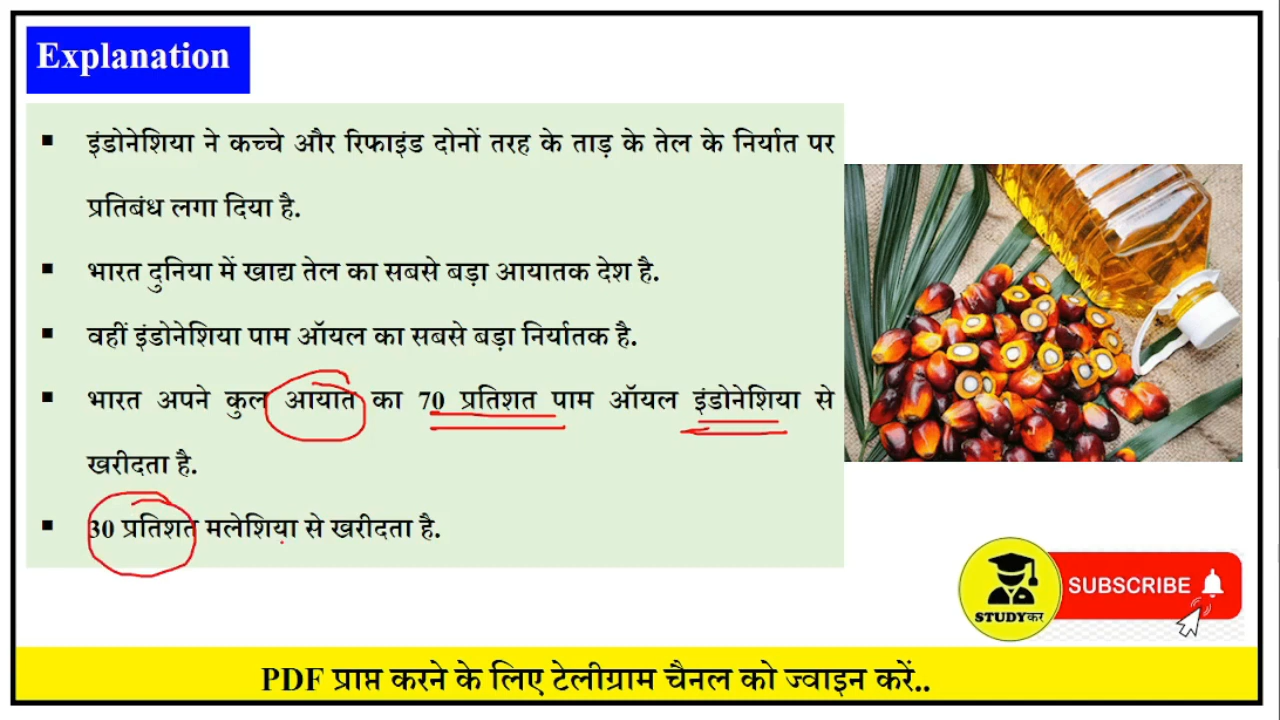 Explanation
▪ इंडोनेशिया ने कच्चे और रिफाइंड दोनों तरह के ताड़ के तेल के निर्यात पर
प्रतिबंध लगा दिया है.
▪ भारत दुनिया में खाद्य तेल का सबसे बड़ा आयातक देश है.
▪ वहीं इंडोनेशिया पाम ऑयल का सबसे बड़ा निर्यातक है.
▪ भारत अपने कुल आयात का 70 प्रतिशत पाम ऑयल इंडोनेशिया से
खरीदता है.
▪ 30 प्रतिशत मलेशिया से खरीदता है.
SUBSCRIBE
STUDYकर
PDF प्राप्त करने के लिए टेलीग्राम चैनल को ज्वाइन करें..